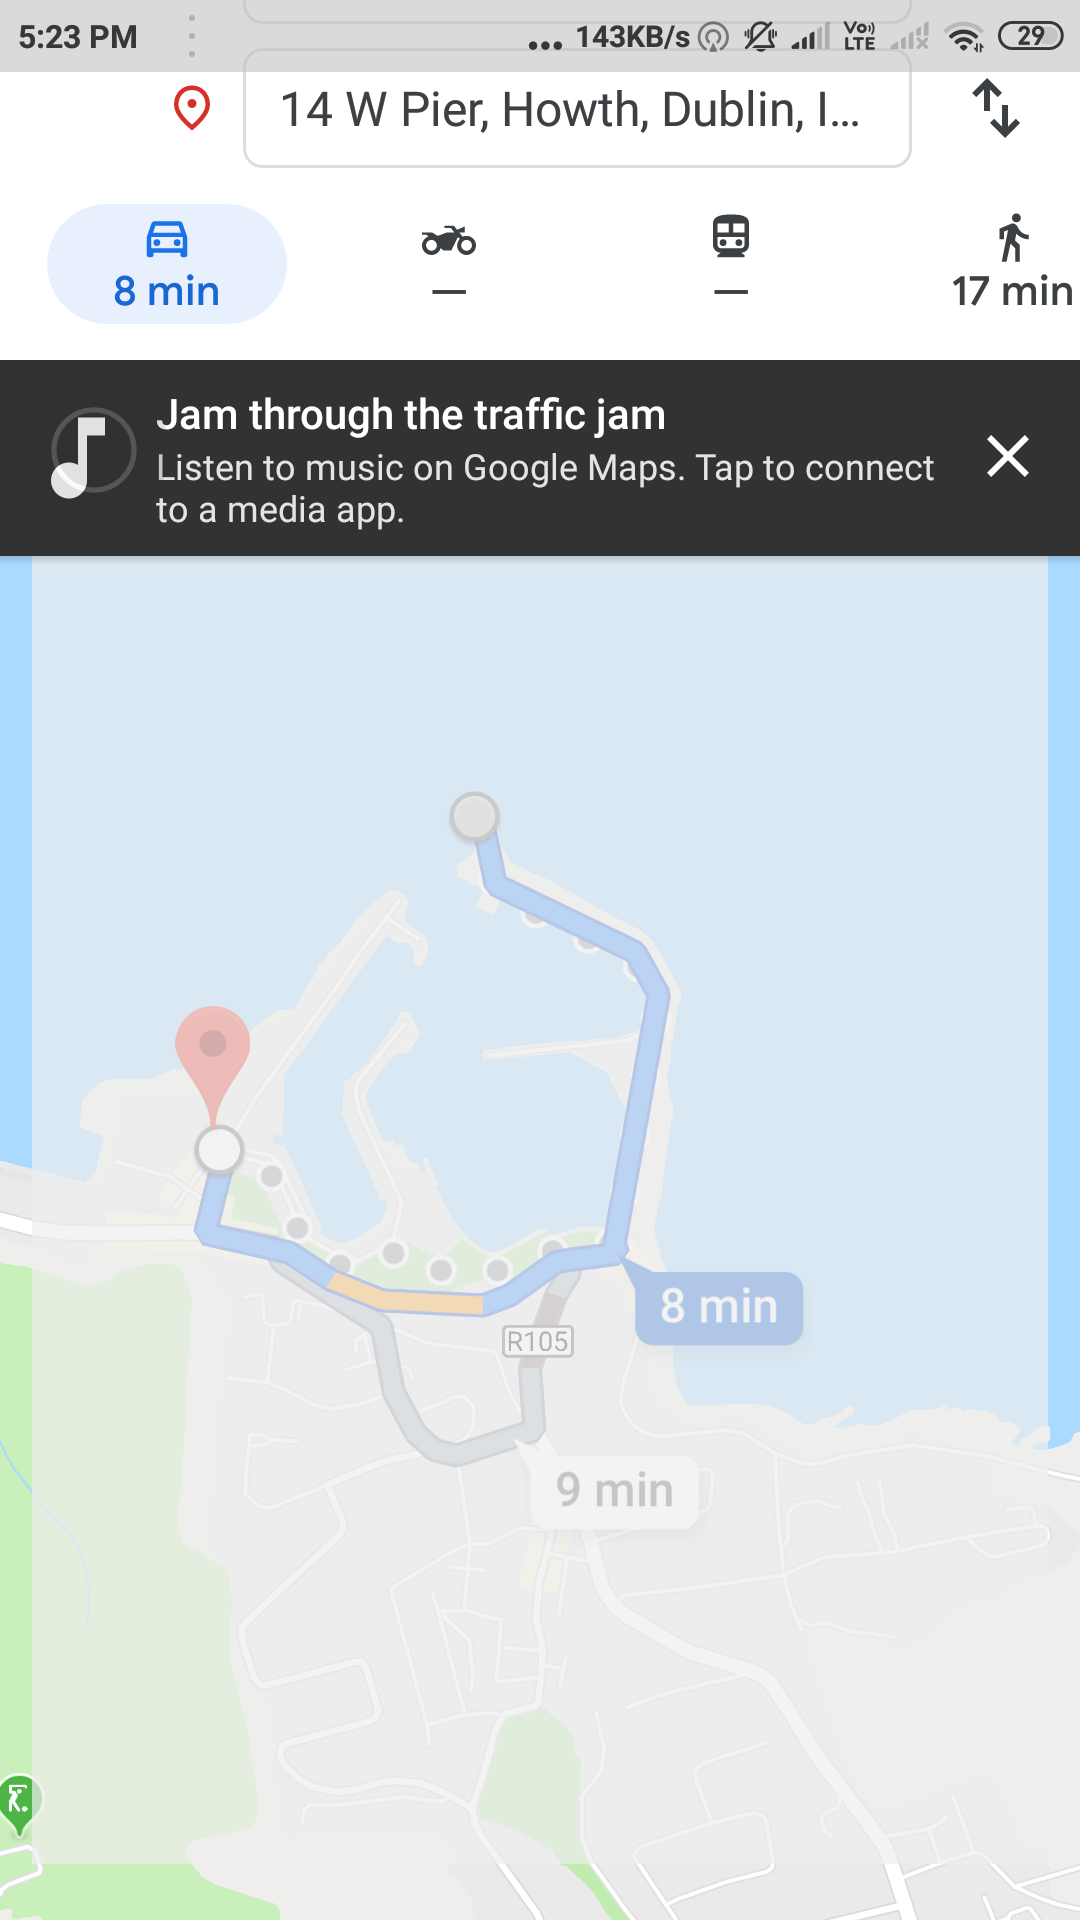 5:23 PM
... 143KB/s
Vo))
LTE
29
14 W Pier, Howth, Dublin, I...
8 min
—
—
17 min
Jam through the traffic jam
Listen to music on Google Maps. Tap to connect
to a media app.
8 min
R105
9 min